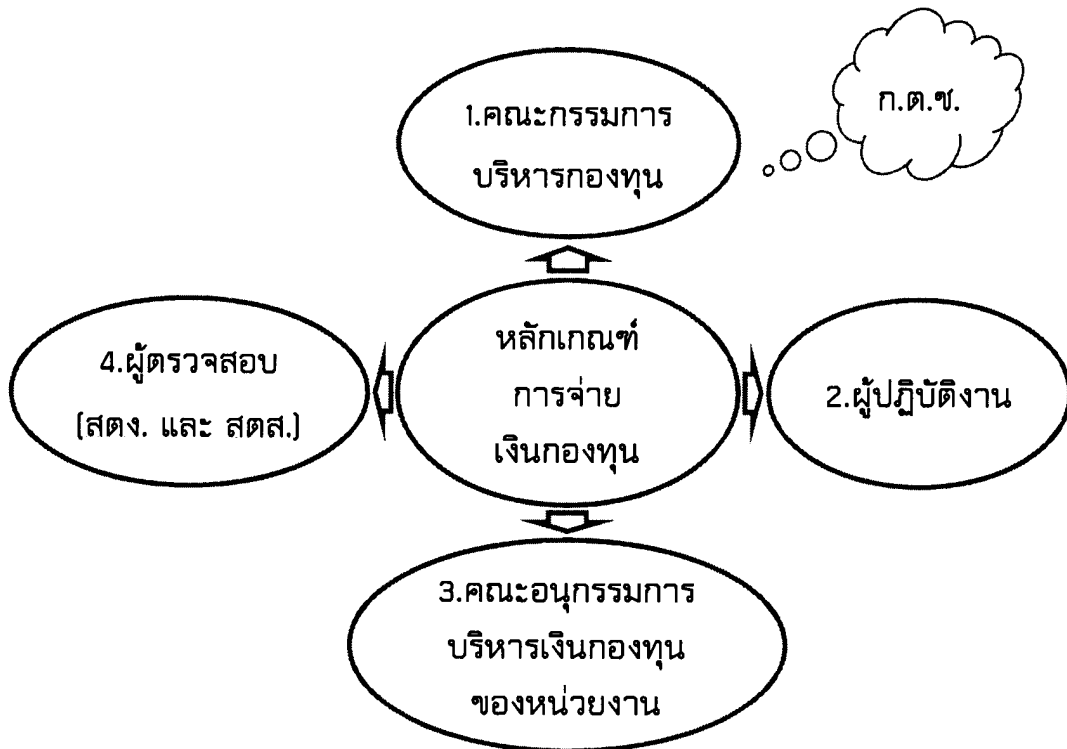 ก.ต.ช.
1.คณะกรรมการ
บริหารกองทุน
หลักเกณฑ์
การจ่าย
เงินกองทุน
4.ผู้ตรวจสอบ
(สตง. และ สตส.)
2.ผู้ปฏิบัติงาน
3.คณะอนุกรรมการ
บริหารเงินกองทุน
ของหน่วยงาน